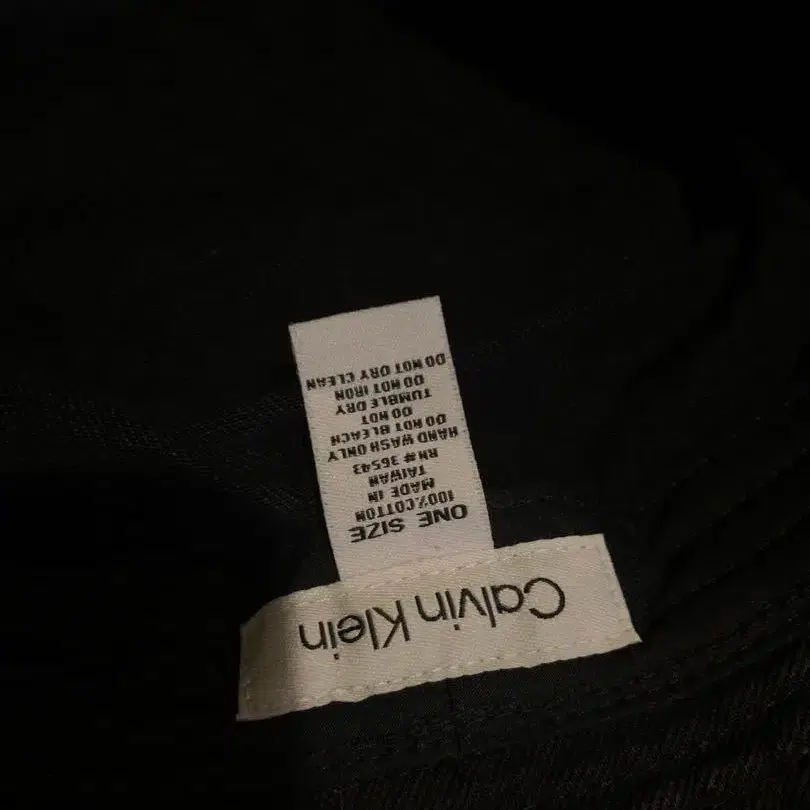 Calvin Klein
ONE SIZE
100%COTTON
MADE IN
TAIWAN
RN# 36543
HAND WASH ONLY
DO NOT BLEACH
DO NOT
TUMBLE DRY
DO NOT IRON
DO NOT DRY CLEAN